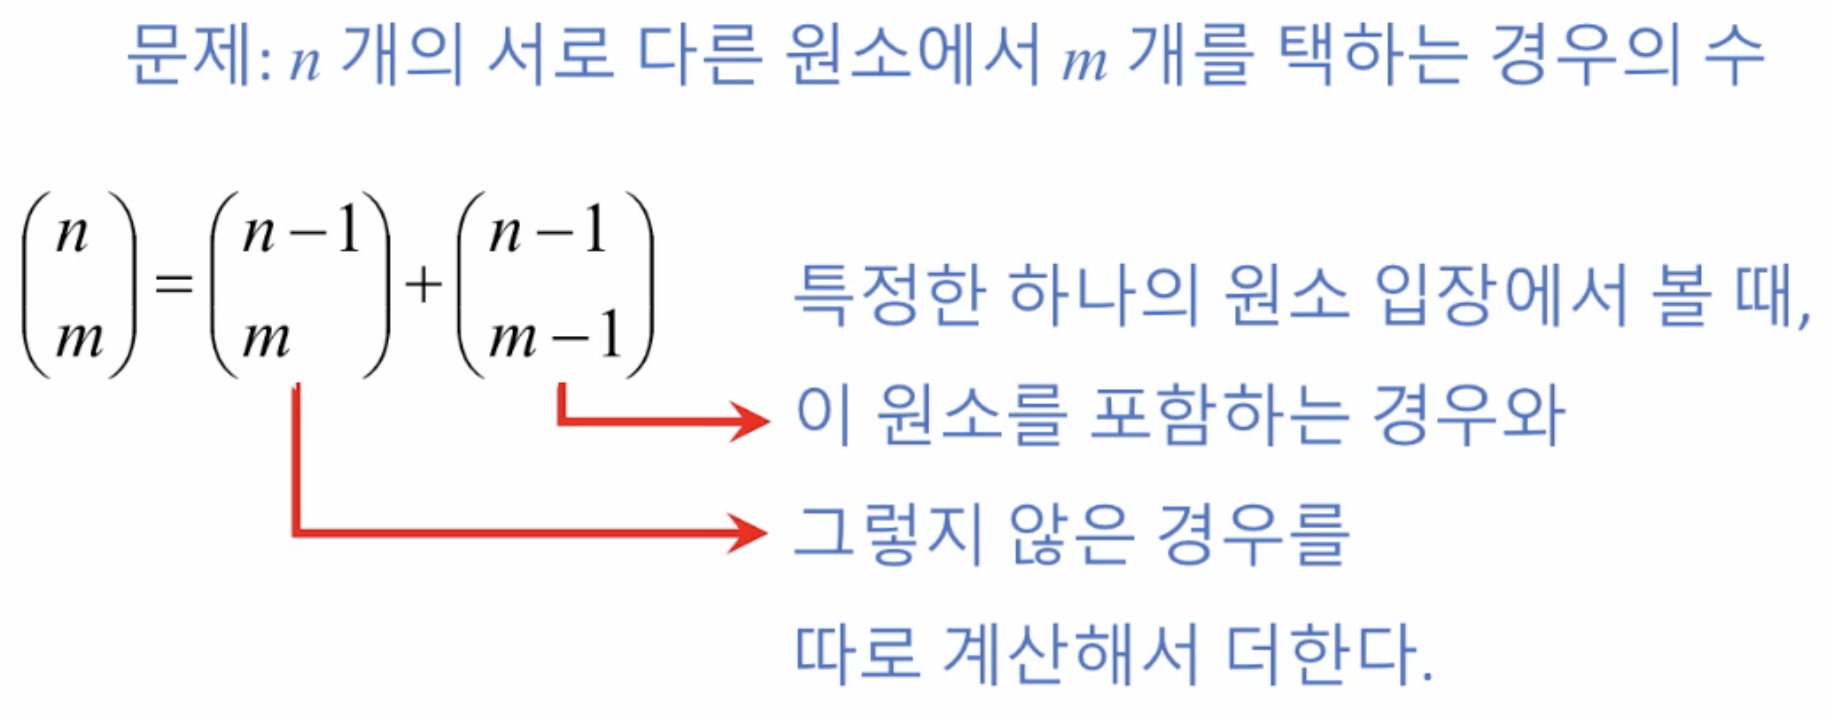 문제: n 개의 서로 다른 원소에서 m 개를 택하는 경우의 수
(n m) = (n−1 m) + (n−1 m−1)
특정한 하나의 원소 입장에서 볼 때,
이 원소를 포함하는 경우와
그렇지 않은 경우를
따로 계산해서 더한다.